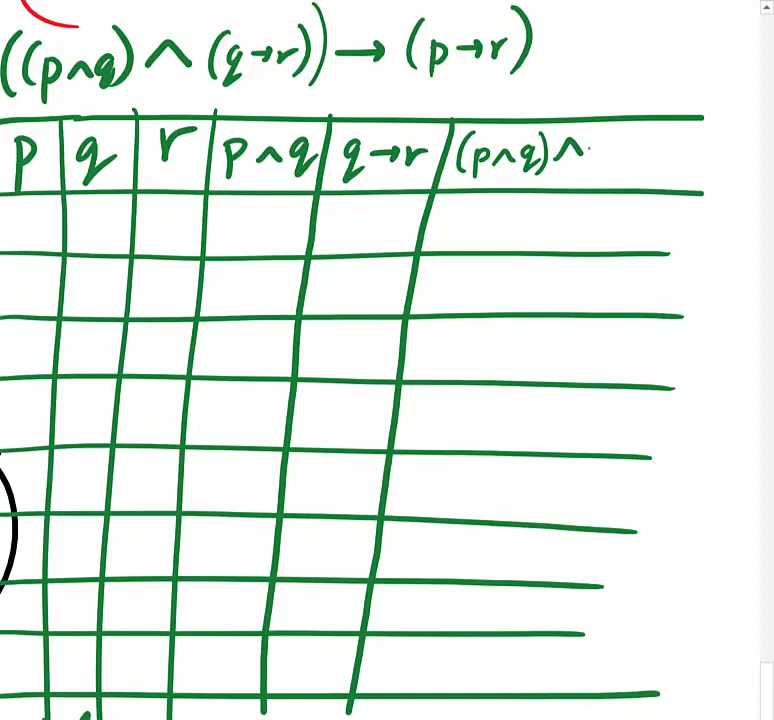 ((p∧q) ∧ (q→r)) → (p→r)
p q r p∧q q→r (p∧q)∧